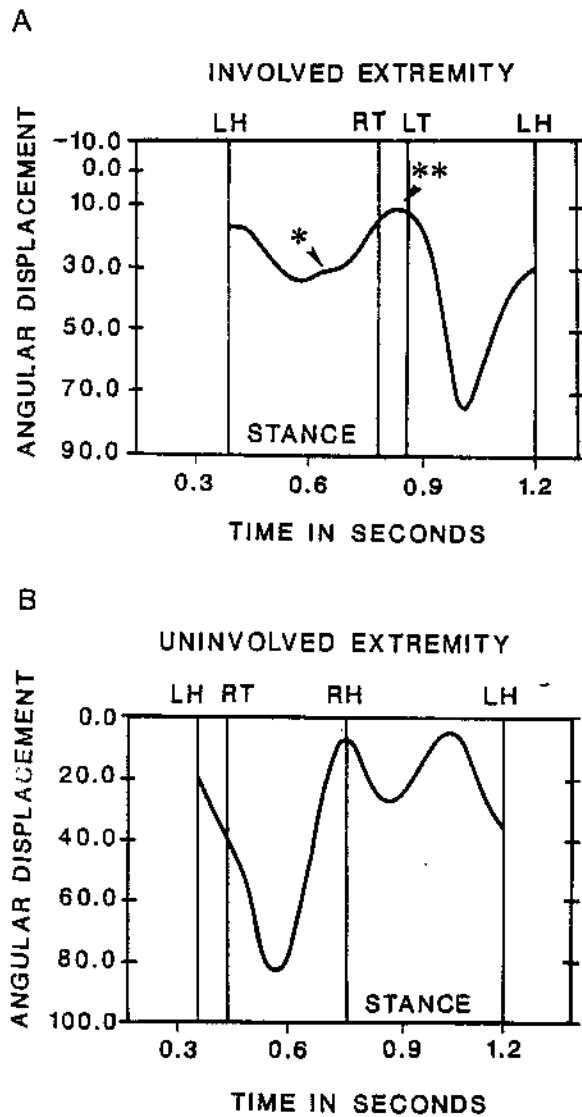 A
INVOLVED EXTREMITY
LH RT LT LH
ANGULAR DISPLACEMENT
-10.0
0.0
10.0
30.0
50.0
70.0
90.0
*
**
STANCE
0.3 0.6 0.9 1.2
TIME IN SECONDS
B
UNINVOLVED EXTREMITY
LH RT RH LH
ANGULAR DISPLACEMENT
0.0
20.0
40.0
60.0
80.0
100.0
STANCE
0.3 0.6 0.9 1.2
TIME IN SECONDS